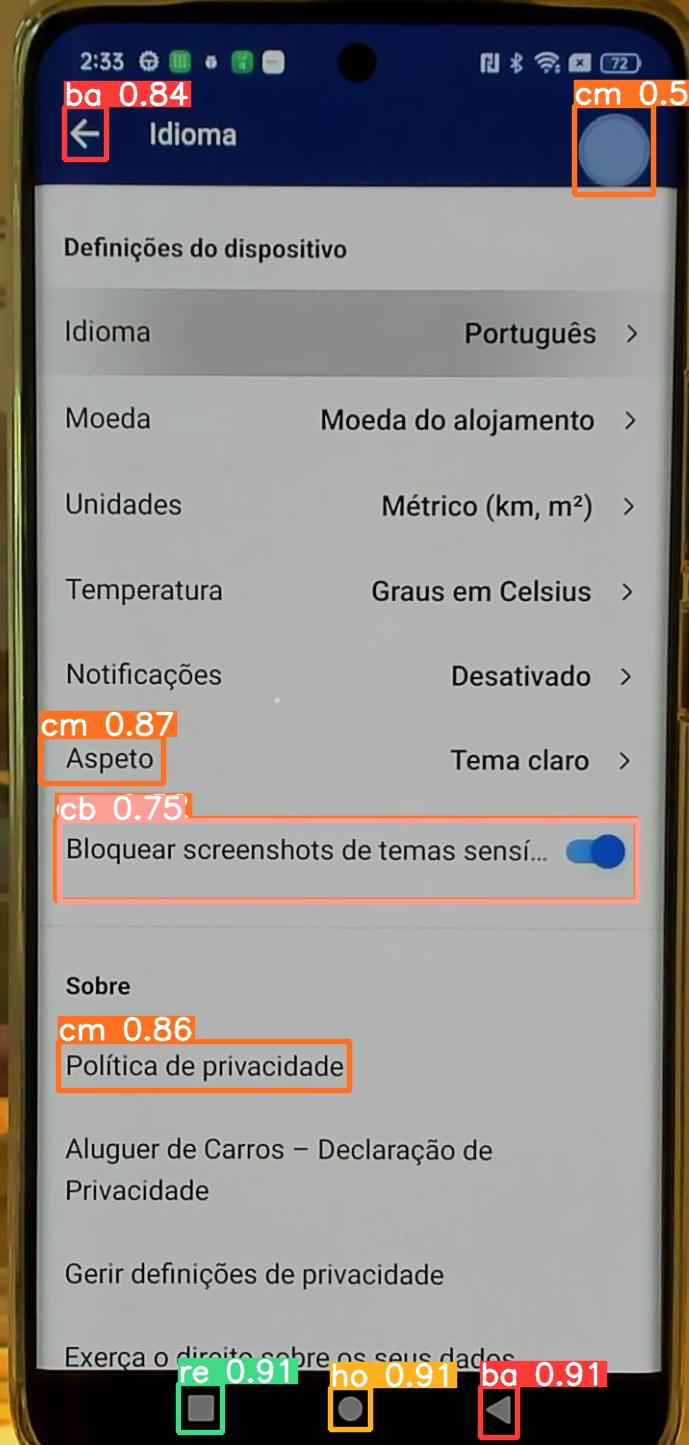 2:33
72
ba 0.84
cm 0.5
Idioma
Definições do dispositivo
Idioma Português
Moeda Moeda do alojamento
Unidades Métrico (km, m²)
Temperatura Graus em Celsius
Notificações Desativado
cm 0.87
Aspeto Tema claro
cb 0.75
Bloquear screenshots de temas sensí...
Sobre
cm 0.86
Política de privacidade
Aluguer de Carros – Declaração de
Privacidade
Gerir definições de privacidade
Exerça o direito sobre os seus dados
re 0.91 ho 0.91 ba 0.91